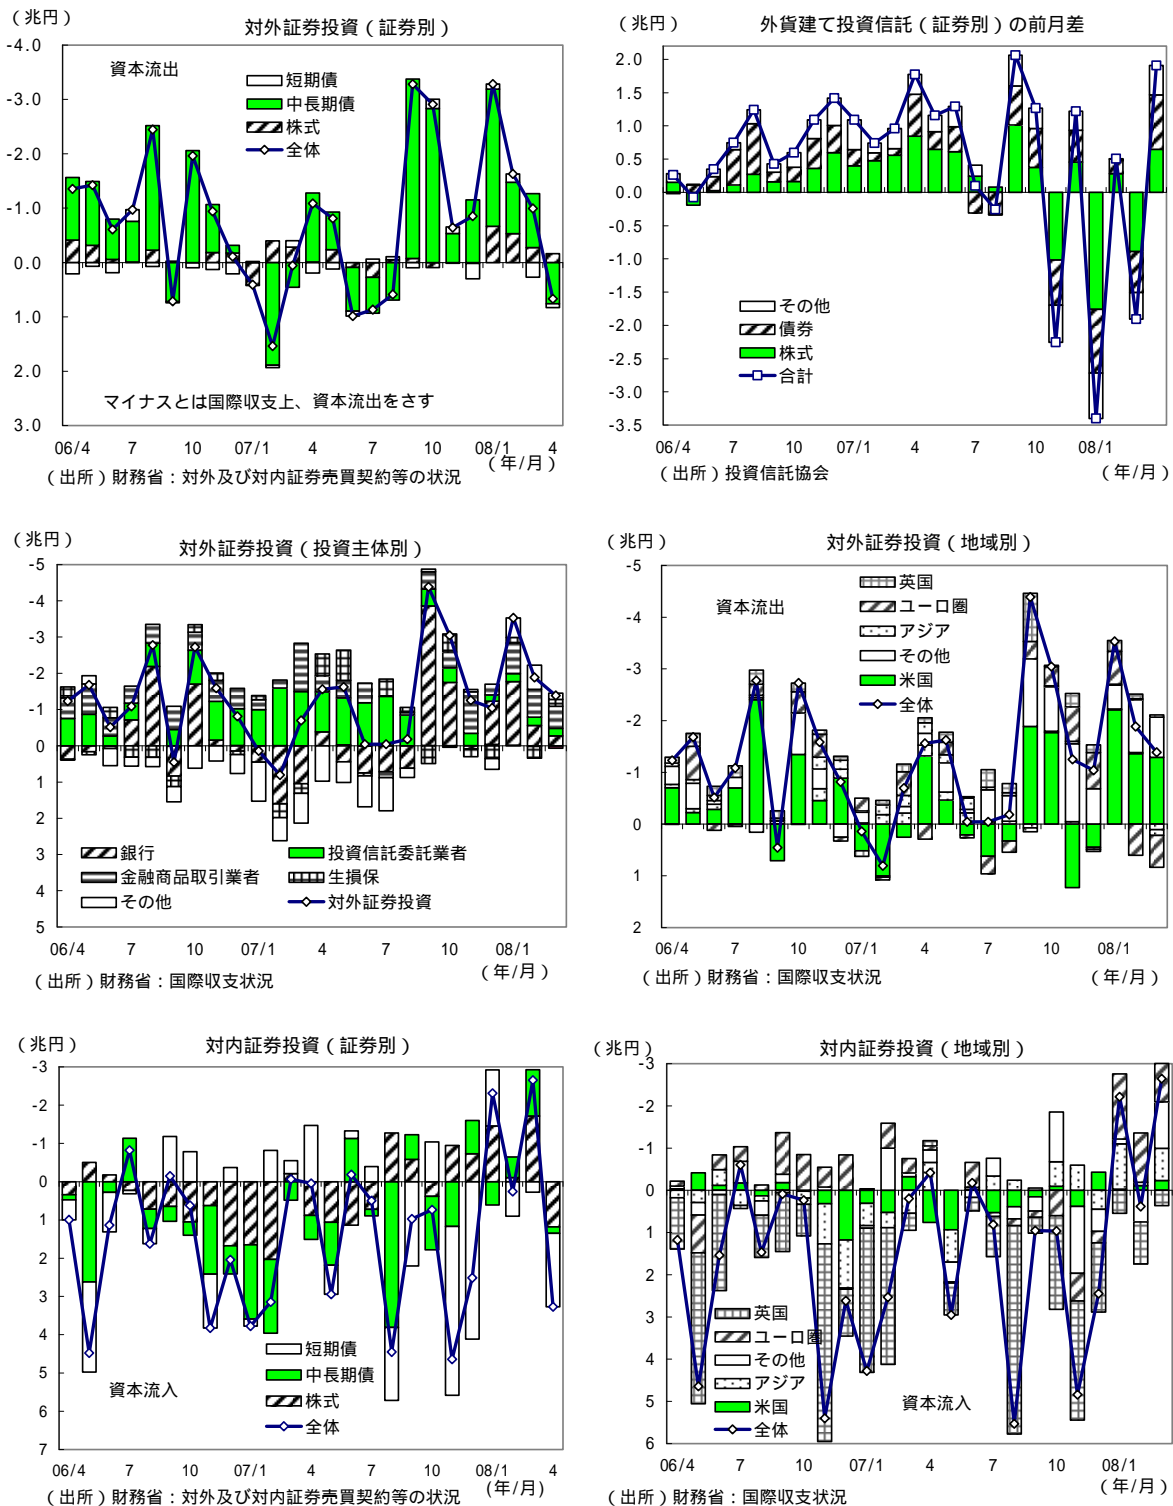 （兆円）
対外証券投資（証券別）
-4.0
-3.0
-2.0
-1.0
0.0
1.0
2.0
3.0
資本流出
短期債
中長期債
株式
全体
マイナスとは国際収支上、資本流出をさす
06/4 7 10 07/1 4 7 10 08/1 4
（年/月）
（出所）財務省：対外及び対内証券売買契約等の状況
（兆円）
外貨建て投資信託（証券別）の前月差
2.0
1.5
1.0
0.5
0.0
-0.5
-1.0
-1.5
-2.0
-2.5
-3.0
-3.5
その他
債券
株式
合計
06/4 7 10 07/1 4 7 10 08/1
（年/月）
（出所）投資信託協会
（兆円）
対外証券投資（投資主体別）
-5
-4
-3
-2
-1
0
1
2
3
4
5
銀行
投資信託委託業者
金融商品取引業者
生損保
その他
対外証券投資
06/4 7 10 07/1 4 7 10 08/1
（年/月）
（出所）財務省：国際収支状況
（兆円）
対外証券投資（地域別）
-5
-4
-3
-2
-1
0
1
2
資本流出
英国
ユーロ圏
アジア
その他
米国
全体
06/4 7 10 07/1 4 7 10 08/1
（年/月）
（出所）財務省：国際収支状況
（兆円）
対内証券投資（証券別）
-3
-2
-1
0
1
2
3
4
5
6
7
短期債
中長期債
株式
全体
資本流入
06/4 7 10 07/1 4 7 10 08/1 4
(年/月)
（出所）財務省：対外及び対内証券売買契約等の状況
（兆円）
対内証券投資（地域別）
-3
-2
-1
0
1
2
3
4
5
6
英国
ユーロ圏
その他
アジア
米国
全体
資本流入
06/4 7 10 07/1 4 7 10 08/1
（年/月）
（出所）財務省：国際収支状況